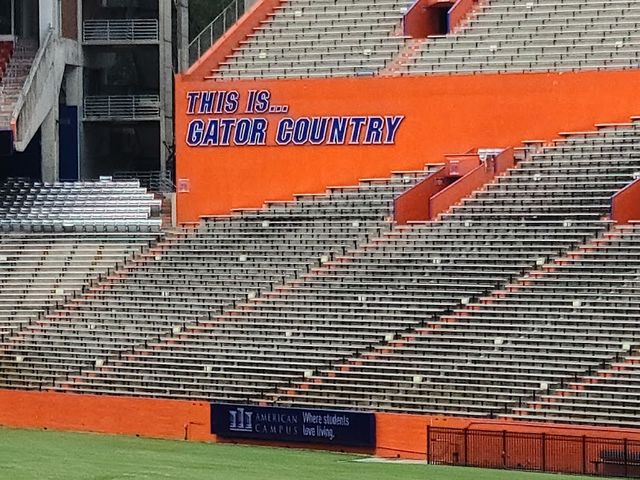 THIS IS...
GATOR COUNTRY
AMERICAN
CAMPUS
Where students
love living.